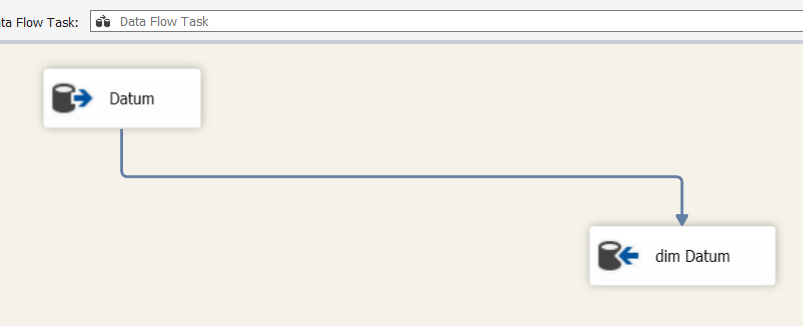 ta Flow Task: Data Flow Task
Datum
dim Datum